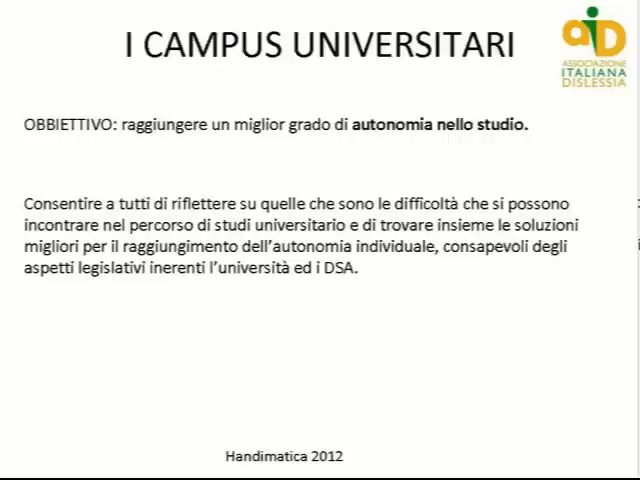 I CAMPUS UNIVERSITARI
aiD
ASSOCIAZIONE
ITALIANA
DISLESSIA
OBBIETTIVO: raggiungere un miglior grado di autonomia nello studio.
Consentire a tutti di riflettere su quelle che sono le difficoltà che si possono
incontrare nel percorso di studi universitario e di trovare insieme le soluzioni
migliori per il raggiungimento dell'autonomia individuale, consapevoli degli
aspetti legislativi inerenti l'università ed i DSA.
Handimatica 2012